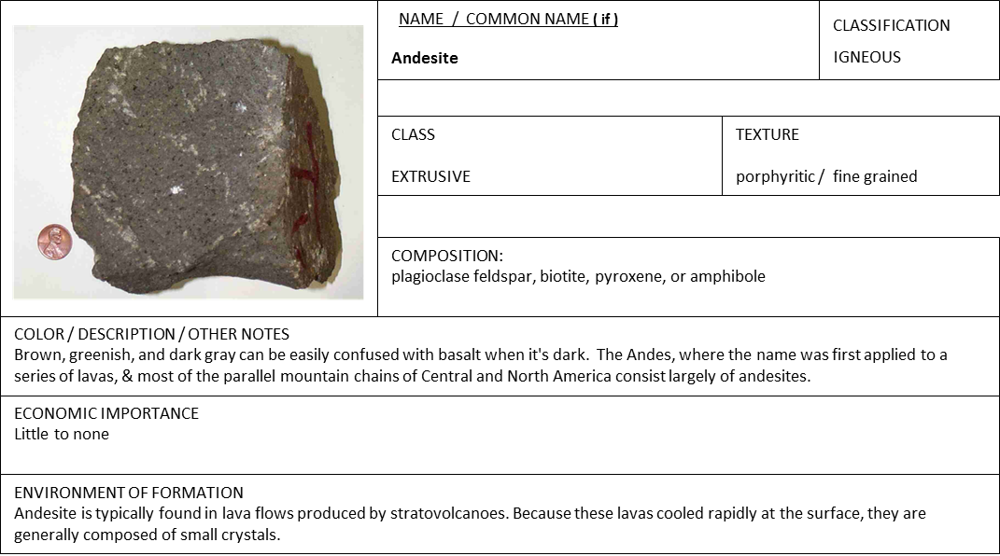 NAME / COMMON NAME ( if )
Andesite
CLASSIFICATION
IGNEOUS
CLASS
EXTRUSIVE
TEXTURE
porphyritic / fine grained
COMPOSITION:
plagioclase feldspar, biotite, pyroxene, or amphibole
COLOR / DESCRIPTION / OTHER NOTES
Brown, greenish, and dark gray can be easily confused with basalt when it's dark. The Andes, where the name was first applied to a
series of lavas, & most of the parallel mountain chains of Central and North America consist largely of andesites.
ECONOMIC IMPORTANCE
Little to none
ENVIRONMENT OF FORMATION
Andesite is typically found in lava flows produced by stratovolcanoes. Because these lavas cooled rapidly at the surface, they are
generally composed of small crystals.